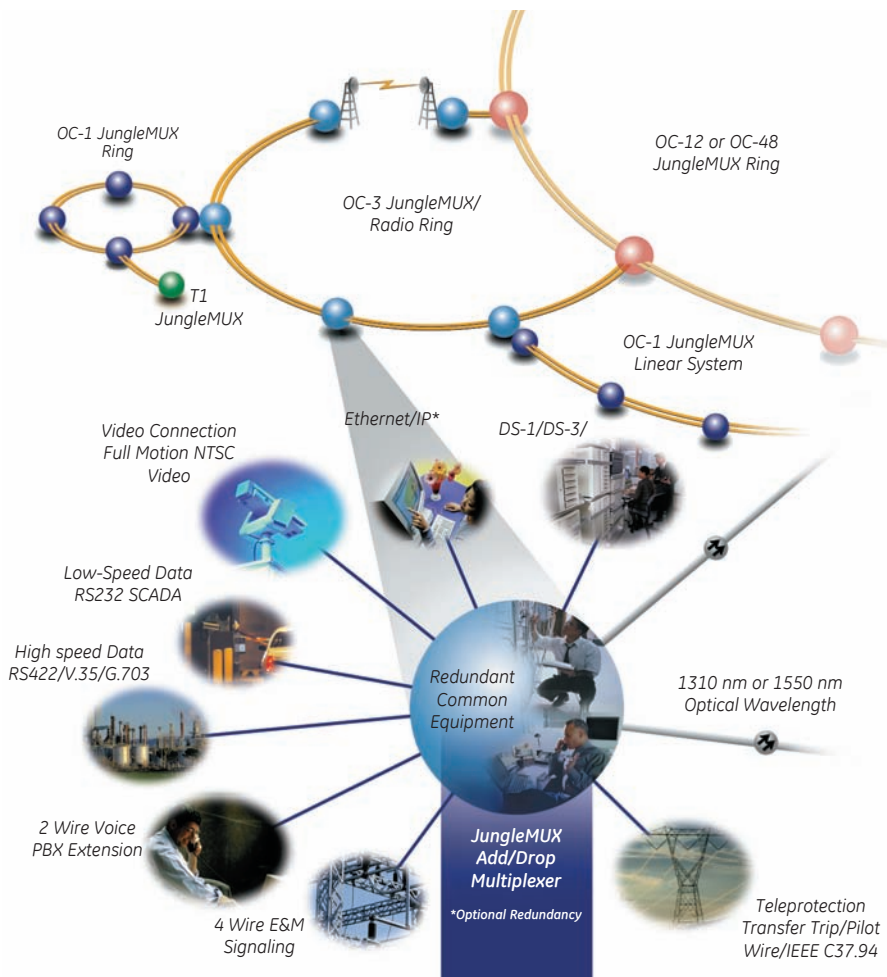 OC-1 JungleMUX
Ring
OC-12 or OC-48
JungleMUX Ring
OC-3 JungleMUX/
Radio Ring
T1
JungleMUX
OC-1 JungleMUX
Linear System
Ethernet/IP*
DS-1/DS-3/
Video Connection
Full Motion NTSC
Video
Low-Speed Data
RS232 SCADA
High speed Data
RS422/V.35/G.703
Redundant
Common
Equipment
1310 nm or 1550 nm
Optical Wavelength
2 Wire Voice
PBX Extension
JungleMUX
Add/Drop
Multiplexer
*Optional Redundancy
4 Wire E&M
Signaling
Teleprotection
Transfer Trip/Pilot
Wire/IEEE C37.94